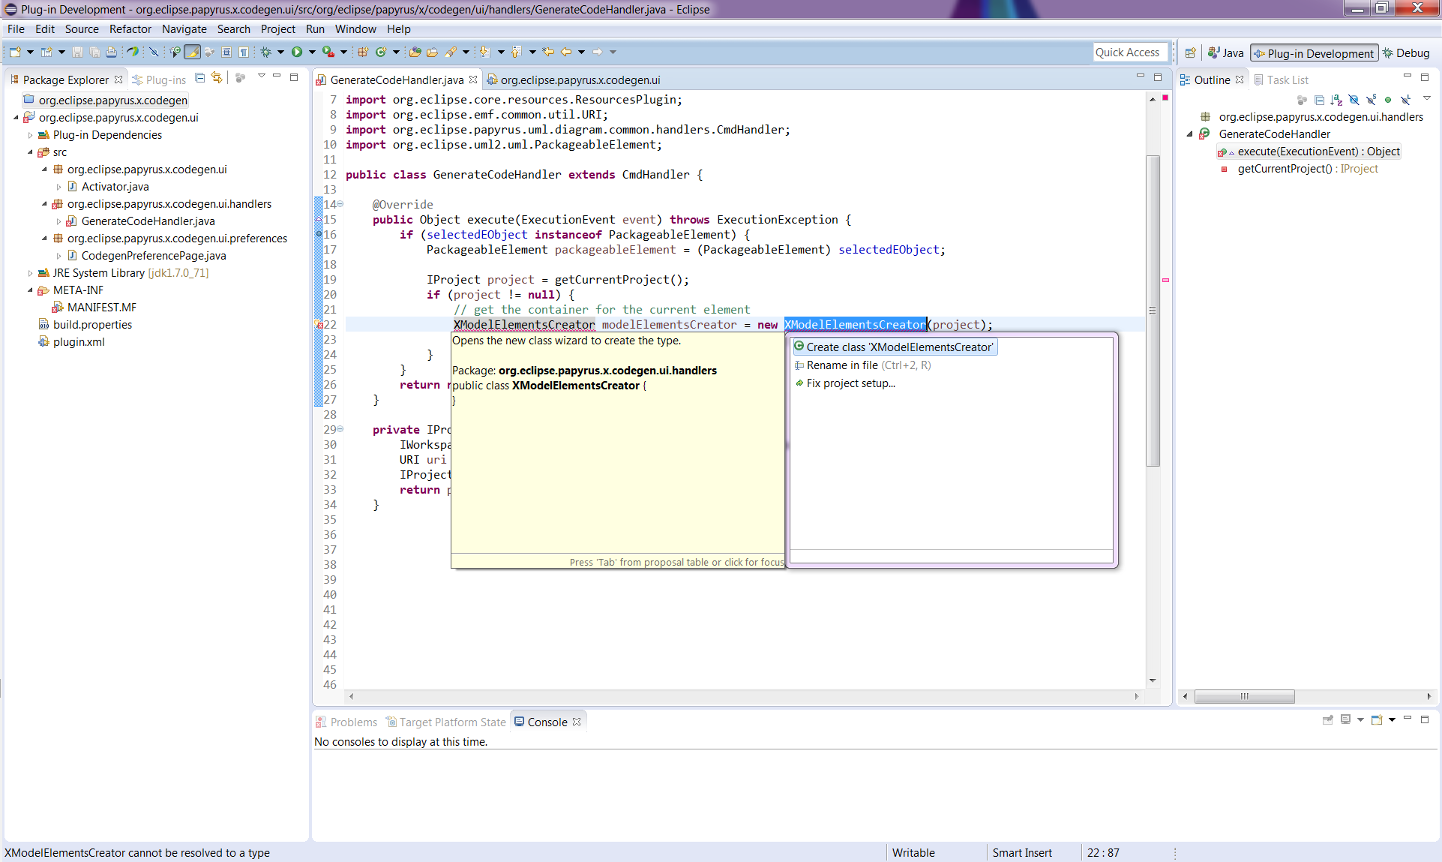 Plug-in Development - org.eclipse.papyrus.x.codegen.ui/src/org/eclipse/papyrus/x/codegen/ui/handlers/GenerateCodeHandler.java - Eclipse
File Edit Source Refactor Navigate Search Project Run Window Help
Quick Access
Java
Plug-in Development
Debug
Package Explorer
Plug-ins
org.eclipse.papyrus.x.codegen
org.eclipse.papyrus.x.codegen.ui
Plug-in Dependencies
src
org.eclipse.papyrus.x.codegen.ui
Activator.java
org.eclipse.papyrus.x.codegen.ui.handlers
GenerateCodeHandler.java
org.eclipse.papyrus.x.codegen.ui.preferences
CodegenPreferencePage.java
JRE System Library [jdk1.7.0_71]
META-INF
MANIFEST.MF
build.properties
plugin.xml
GenerateCodeHandler.java
org.eclipse.papyrus.x.codegen.ui
7 import org.eclipse.core.resources.ResourcesPlugin;
8 import org.eclipse.emf.common.util.URI;
9 import org.eclipse.papyrus.uml.diagram.common.handlers.CmdHandler;
10 import org.eclipse.uml2.uml.PackageableElement;
11
12 public class GenerateCodeHandler extends CmdHandler {
13
14 @Override
15 public Object execute(ExecutionEvent event) throws ExecutionException {
16 if (selectedEObject instanceof PackageableElement) {
17 PackageableElement packageableElement = (PackageableElement) selectedEObject;
18
19 IProject project = getCurrentProject();
20 if (project != null) {
21 // get the container for the current element
22 XModelElementsCreator modelElementsCreator = new XModelElementsCreator(project);
23
24 }
25 }
26 return n
27 }
28
29 private IPro
30 IWorkspa
31 URI uri
32 IProject
33 return p
34 }
35
36
37
38
39
40
41
42
43
44
45
46
Opens the new class wizard to create the type.
Package: org.eclipse.papyrus.x.codegen.ui.handlers
public class XModelElementsCreator {
}
Press 'Tab' from proposal table or click for focus
Create class 'XModelElementsCreator'
Rename in file (Ctrl+2, R)
Fix project setup...
Outline
Task List
org.eclipse.papyrus.x.codegen.ui.handlers
GenerateCodeHandler
execute(ExecutionEvent) : Object
getCurrentProject() : IProject
Problems
Target Platform State
Console
No consoles to display at this time.
XModelElementsCreator cannot be resolved to a type
Writable
Smart Insert
22 : 87